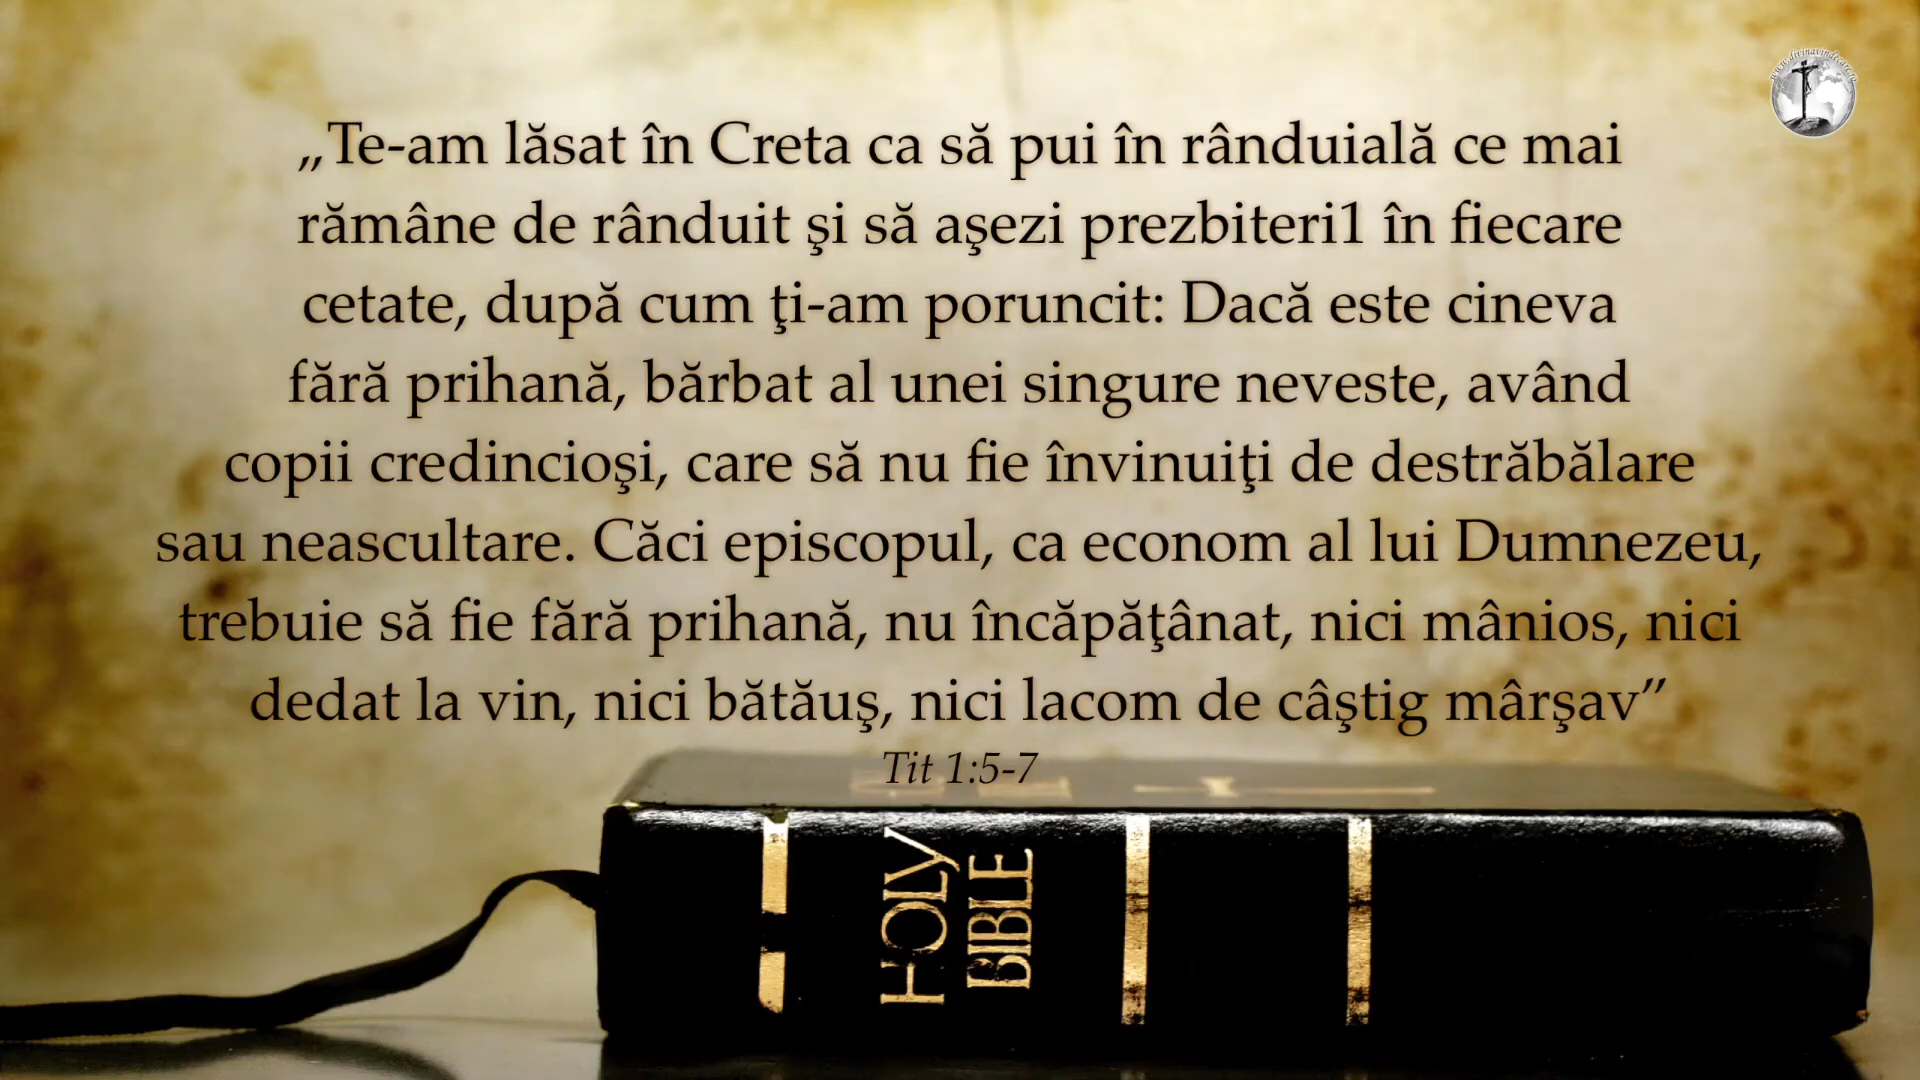 „Te-am lăsat în Creta ca să pui în rânduială ce mai
rămâne de rânduit şi să aşezi prezbiteri1 în fiecare
cetate, după cum ţi-am poruncit: Dacă este cineva
fără prihană, bărbat al unei singure neveste, având
copii credincioşi, care să nu fie învinuiţi de destrăbălare
sau neascultare. Căci episcopul, ca econom al lui Dumnezeu,
trebuie să fie fără prihană, nu încăpăţânat, nici mânios, nici
dedat la vin, nici bătăuş, nici lacom de câştig mârşav”
Tit 1:5-7
HOLY
BIBLE